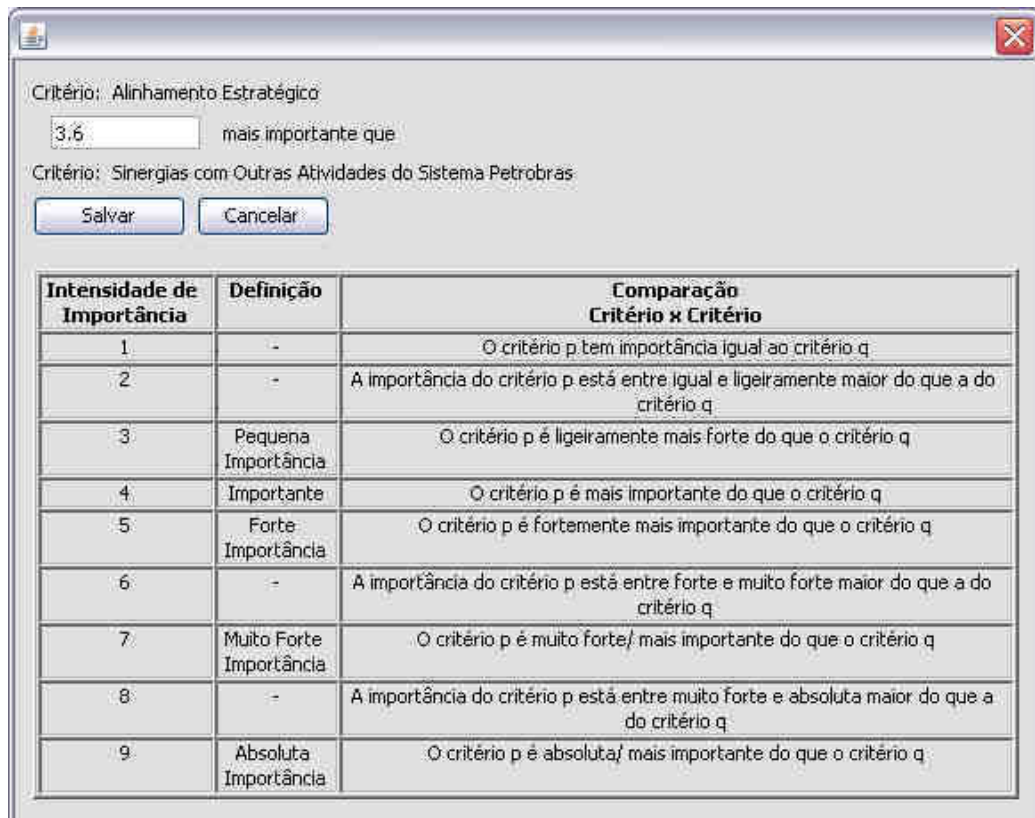 Critério: Alinhamento Estratégico
3.6 mais importante que
Critério: Sinergias com Outras Atividades do Sistema Petrobras
Salvar Cancelar
Intensidade de Importância Definição Comparação
Critério x Critério
1 - O critério p tem importância igual ao critério q
2 - A importância do critério p está entre igual e ligeiramente maior do que a do
critério q
3 Pequena Importância O critério p é ligeiramente mais forte do que o critério q
4 Importante O critério p é mais importante do que o critério q
5 Forte Importância O critério p é fortemente mais importante do que o critério q
6 - A importância do critério p está entre forte e muito forte maior do que a do
critério q
7 Muito Forte Importância O critério p é muito forte/ mais importante do que o critério q
8 - A importância do critério p está entre muito forte e absoluta maior do que a
do critério q
9 Absoluta Importância O critério p é absoluta/ mais importante do que o critério q